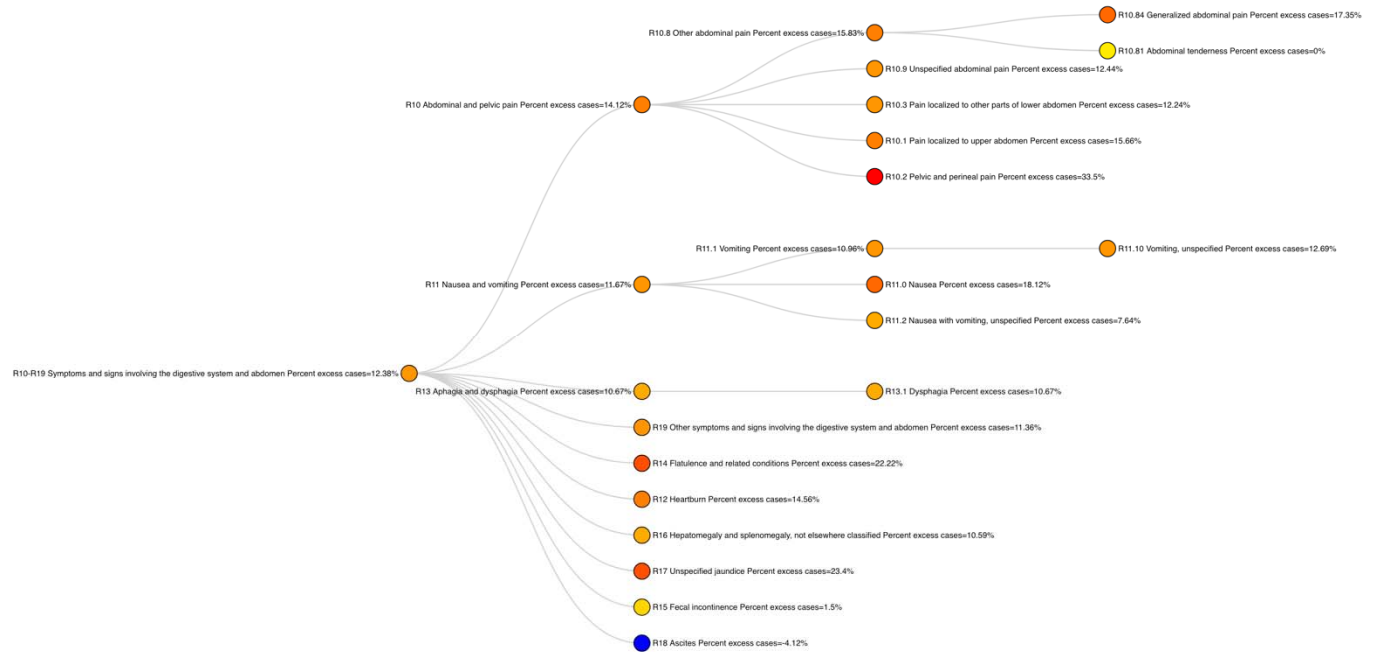 R10.84 Generalized abdominal pain Percent excess cases=17.35%
R10.8 Other abdominal pain Percent excess cases=15.83%
R10.81 Abdominal tenderness Percent excess cases=0%
R10.9 Unspecified abdominal pain Percent excess cases=12.44%
R10 Abdominal and pelvic pain Percent excess cases=14.12%
R10.3 Pain localized to other parts of lower abdomen Percent excess cases=12.24%
R10.1 Pain localized to upper abdomen Percent excess cases=15.66%
R10.2 Pelvic and perineal pain Percent excess cases=33.5%
R11.1 Vomiting Percent excess cases=10.96%
R11.10 Vomiting, unspecified Percent excess cases=12.69%
R11 Nausea and vomiting Percent excess cases=11.67%
R11.0 Nausea Percent excess cases=18.12%
R11.2 Nausea with vomiting, unspecified Percent excess cases=7.64%
R10-R19 Symptoms and signs involving the digestive system and abdomen Percent excess cases=12.38%
R13 Aphagia and dysphagia Percent excess cases=10.67%
R13.1 Dysphagia Percent excess cases=10.67%
R19 Other symptoms and signs involving the digestive system and abdomen Percent excess cases=11.36%
R14 Flatulence and related conditions Percent excess cases=22.22%
R12 Heartburn Percent excess cases=14.56%
R16 Hepatomegaly and splenomegaly, not elsewhere classified Percent excess cases=10.59%
R17 Unspecified jaundice Percent excess cases=23.4%
R15 Fecal incontinence Percent excess cases=1.5%
R18 Ascites Percent excess cases=-4.12%